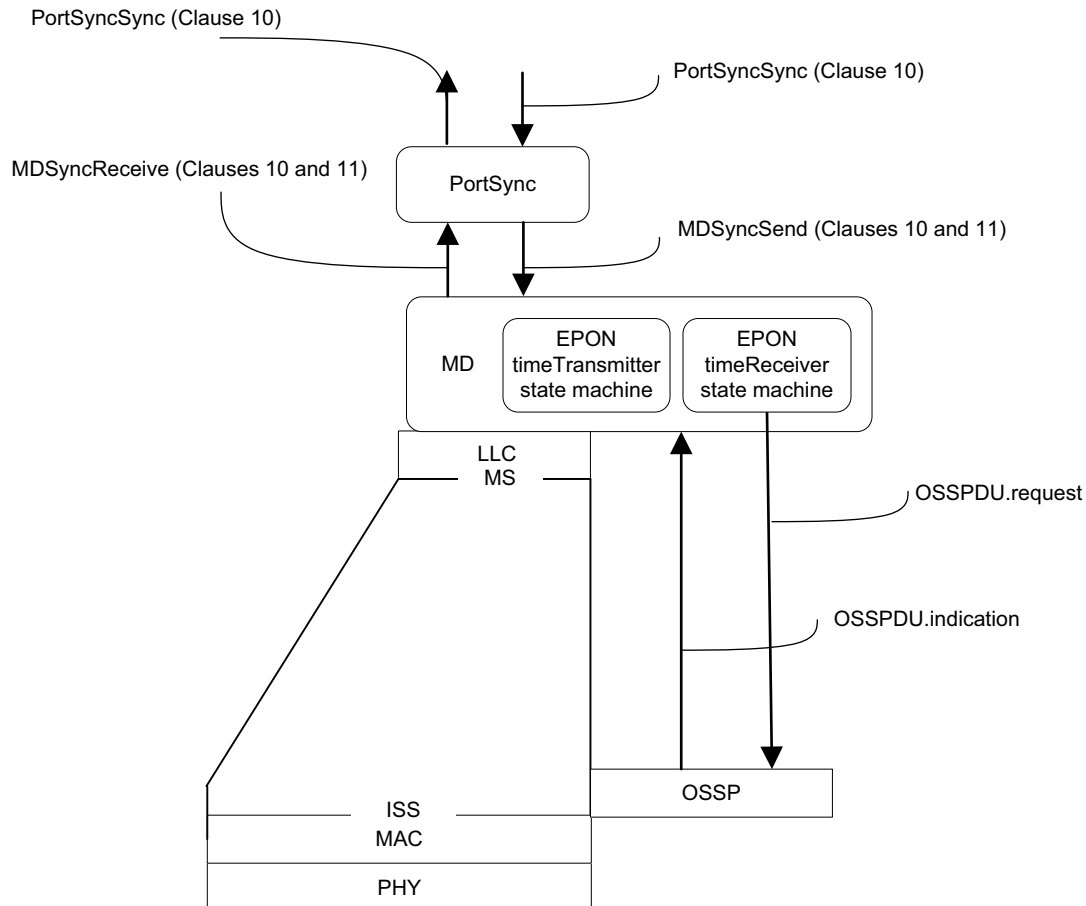 PortSyncSync (Clause 10)
PortSyncSync (Clause 10)
MDSyncReceive (Clauses 10 and 11)
PortSync
MDSyncSend (Clauses 10 and 11)
MD
EPON
timeTransmitter
state machine
EPON
timeReceiver
state machine
LLC
MS
OSSPDU.request
OSSPDU.indication
OSSP
ISS
MAC
PHY